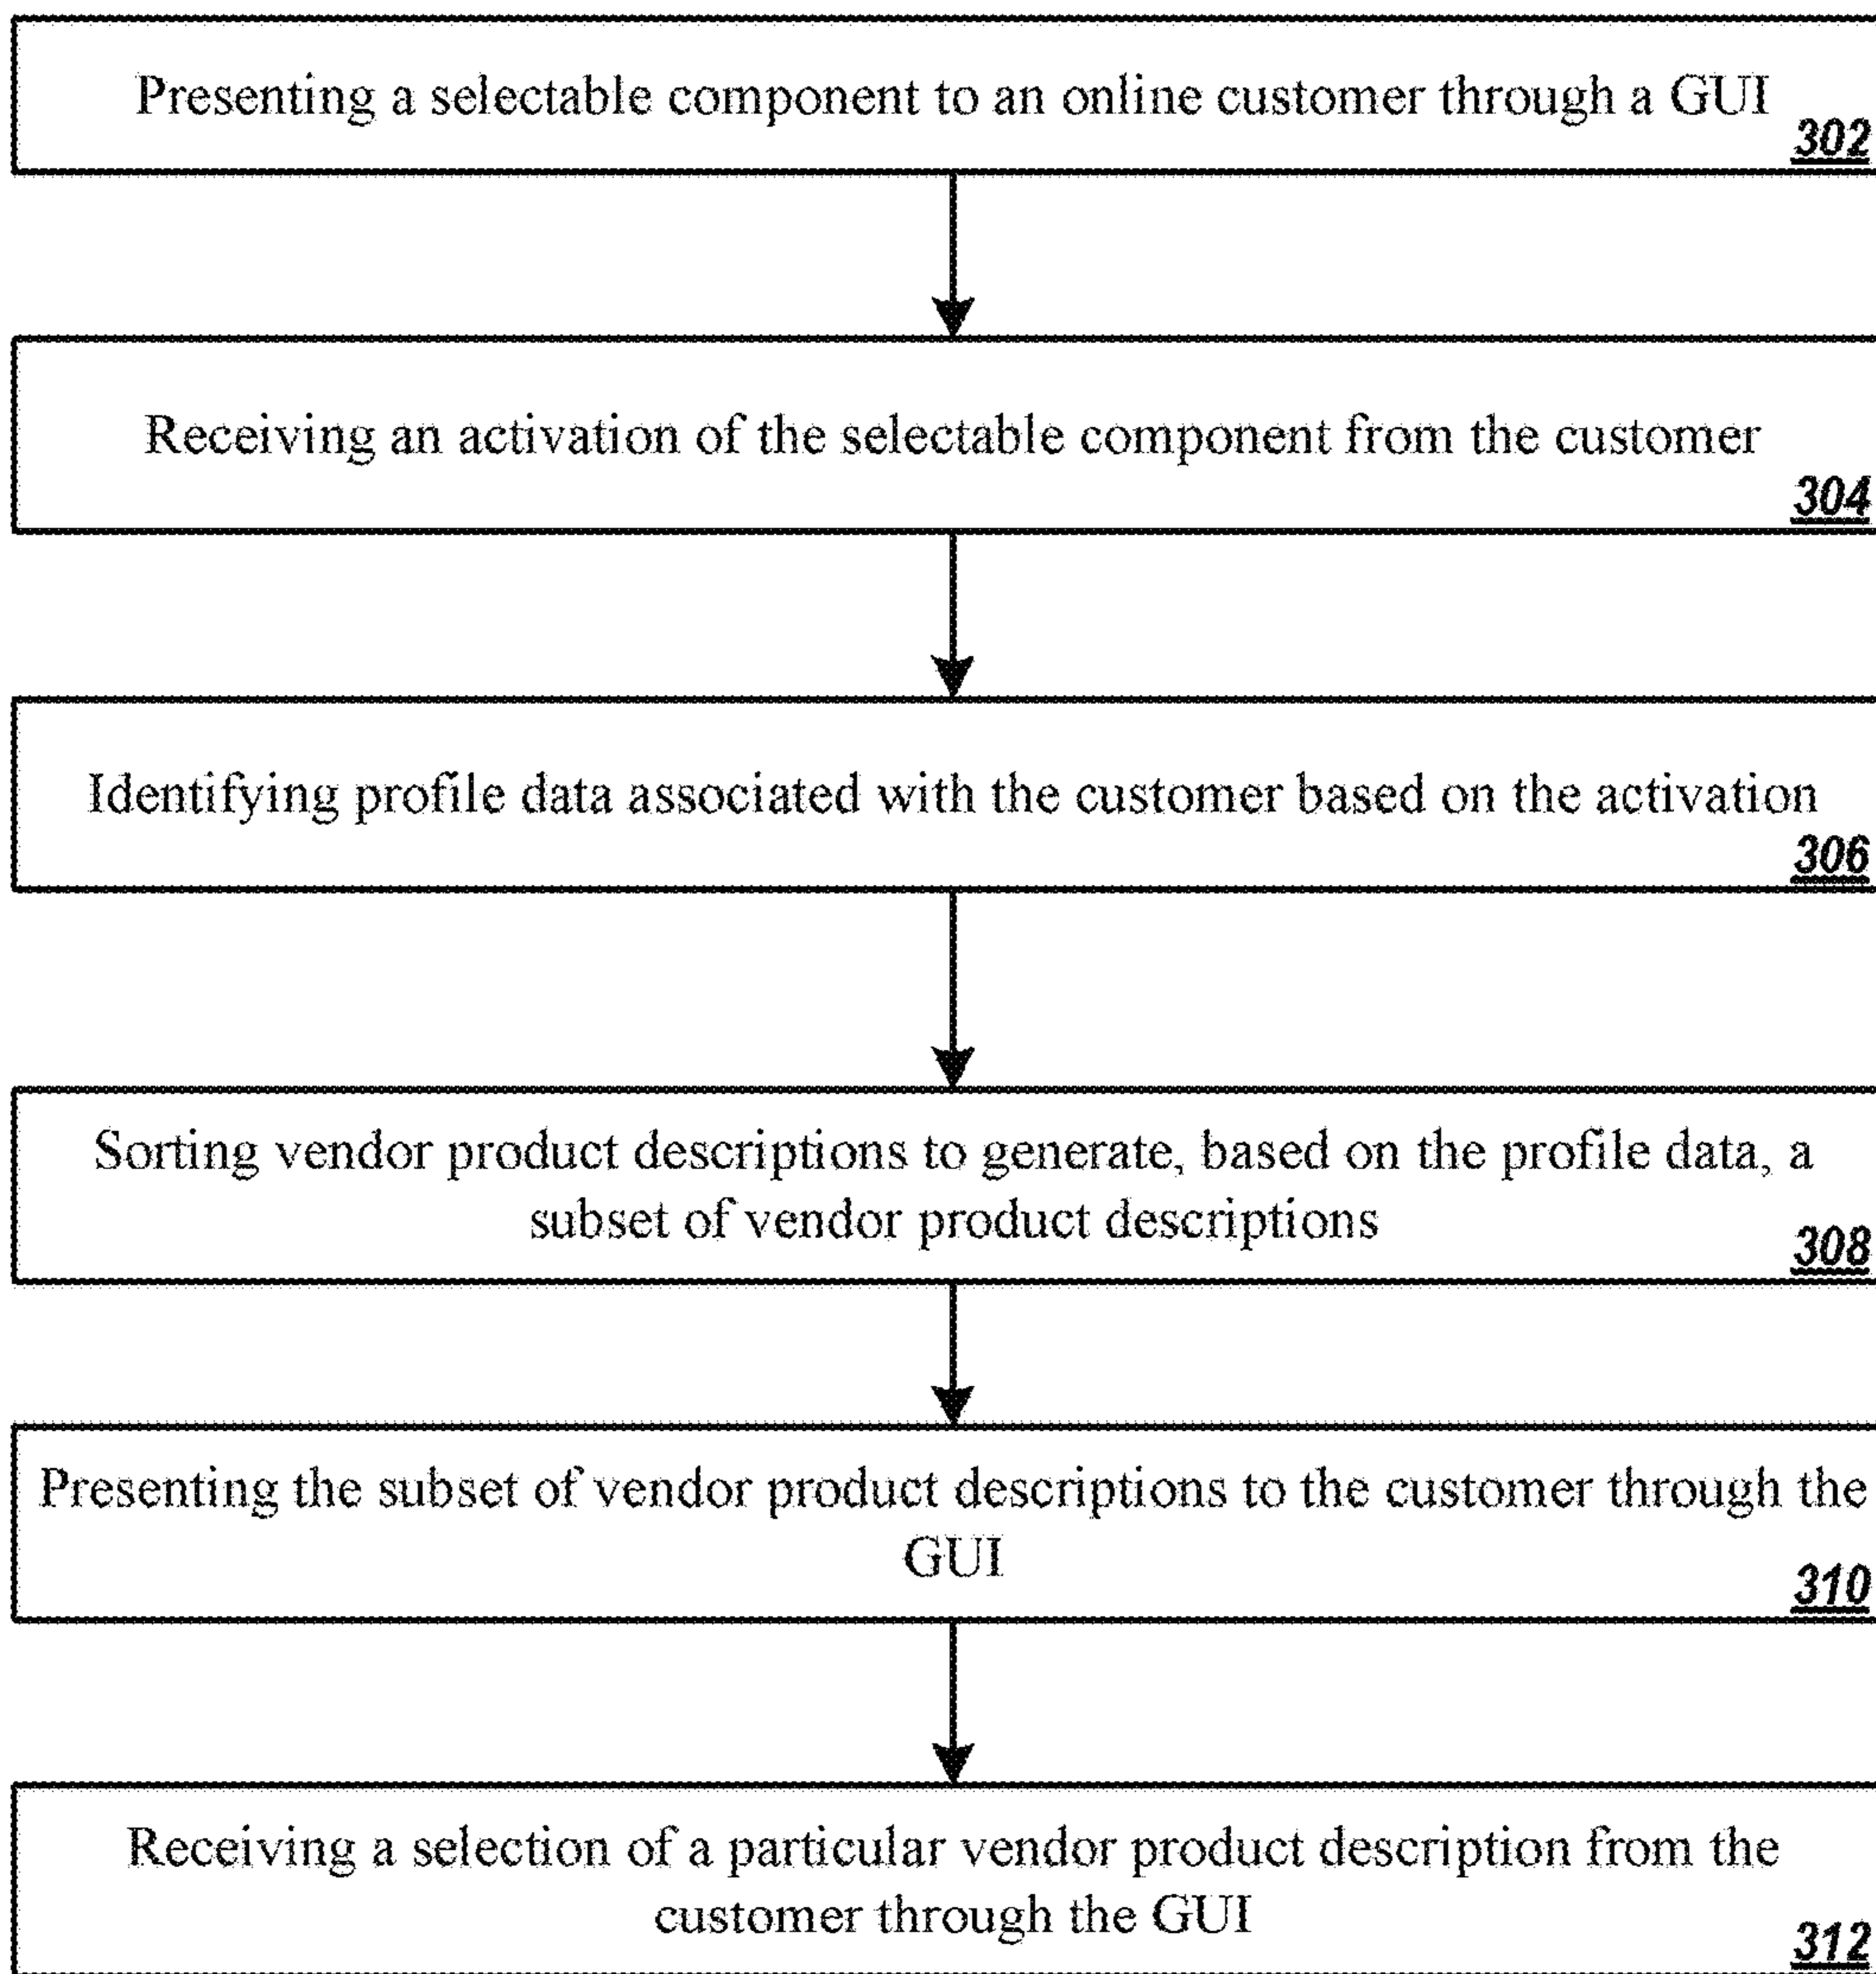 Presenting a selectable component to an online customer through a GUI
302
Receiving an activation of the selectable component from the customer
304
Identifying profile data associated with the customer based on the activation
306
Sorting vendor product descriptions to generate, based on the profile data, a
subset of vendor product descriptions
308
Presenting the subset of vendor product descriptions to the customer through the
GUI
310
Receiving a selection of a particular vendor product description from the
customer through the GUI
312